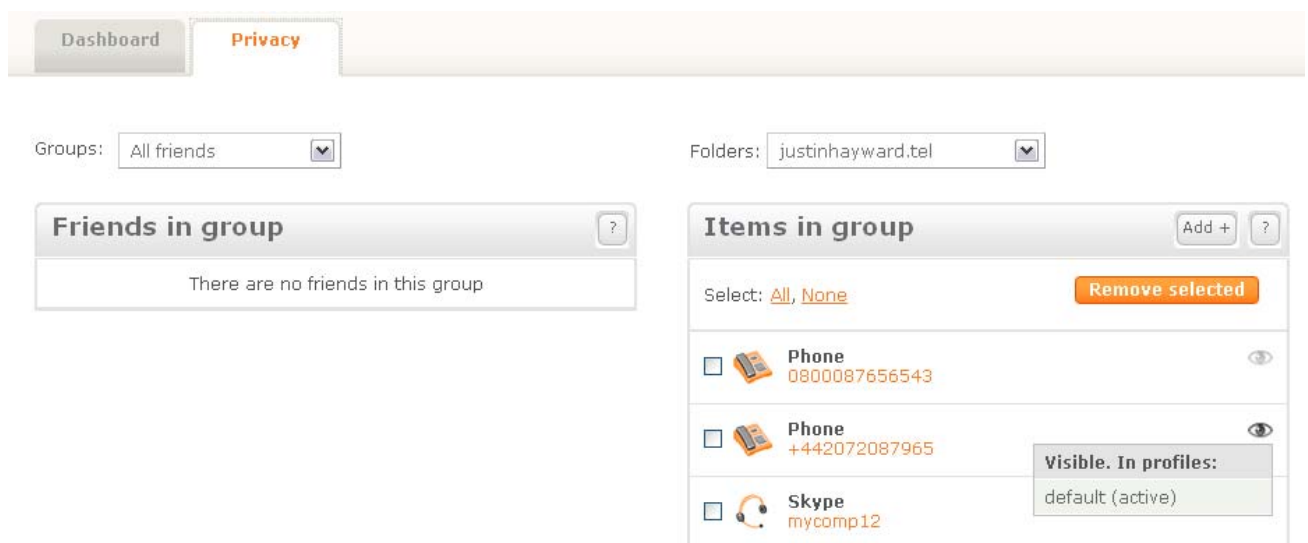 Dashboard Privacy
Groups: All friends
Folders: justinhayward.tel
Friends in group ?
There are no friends in this group
Items in group Add + ?
Select: All, None Remove selected
Phone
0800087656543
Phone
+442072087965
Visible. In profiles:
default (active)
Skype
mycomp12